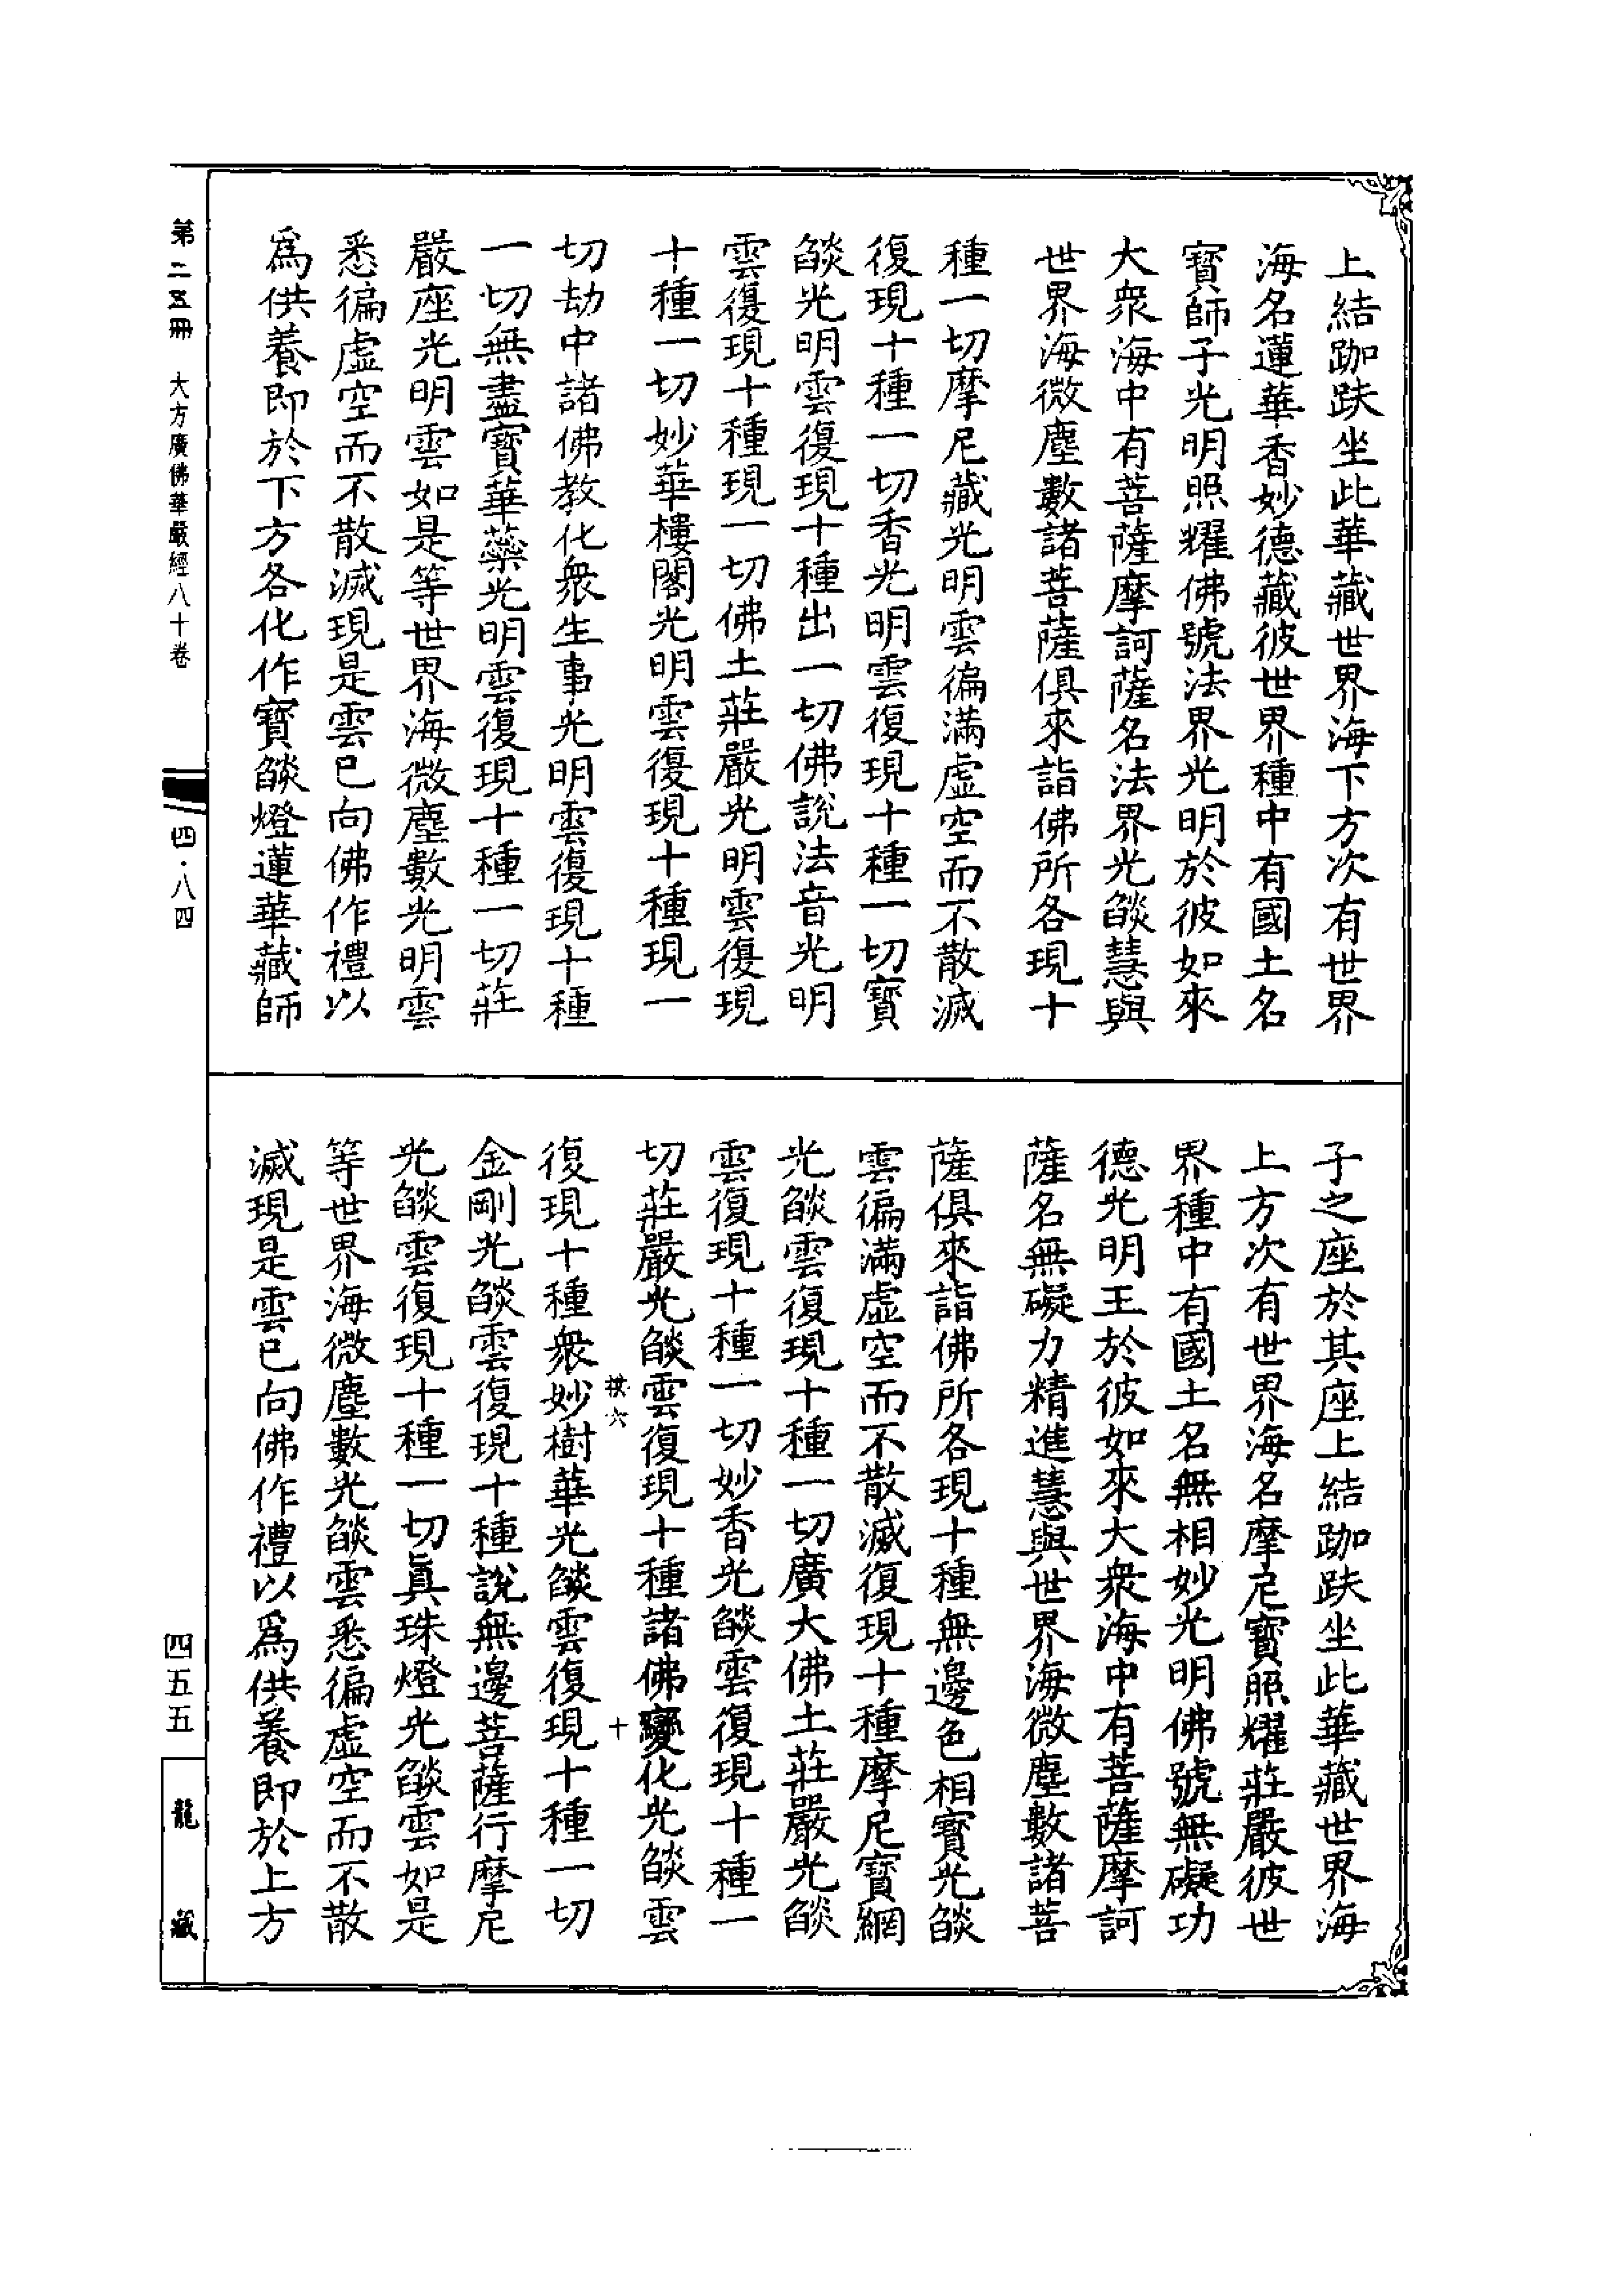 上結跏趺坐此華藏世界海下方次有世界
海名蓮華香妙德藏彼世界種中有國土名
寶師子光明照耀佛號法界光明於彼如來
大衆海中有菩薩摩訶薩名法界光燄慧與
世界海微塵數諸菩薩俱來詣佛所各現十
種一切摩尼藏光明雲徧滿虛空而不散滅
復現十種一切香光明雲復現十種一切寶
燄光明雲復現十種出一切佛說法音光明
雲復現十種現一切佛土莊嚴光明雲復現
十種一切妙華樓閣光明雲復現十種現一
切劫中諸佛教化衆生事光明雲復現十種
一切無盡寶華蘂光明雲復現十種一切莊
嚴座光明雲如是等世界海微塵數光明雲
悉徧虛空而不散滅現是雲已向佛作禮以
爲供養即於下方各化作寶燄燈蓮華藏師
子之座於其座上結跏趺坐此華藏世界海
上方次有世界海名摩尼寶照耀莊嚴彼世
界種中有國土名無相妙光明佛號無礙功
德光明王於彼如來大衆海中有菩薩摩訶
薩名無礙力精進慧與世界海微塵數諸菩
薩俱來詣佛所各現十種無邊色相寶光燄
雲徧滿虛空而不散滅復現十種摩尼寶網
光燄雲復現十種一切廣大佛土莊嚴光燄
雲復現十種一切妙香光燄雲復現十種一
切莊嚴光燄雲復現十種諸佛變化光燄雲
六 十
復現十種衆妙樹華光燄雲復現十種一切
金剛光燄雲復現十種說無邊菩薩行摩尼
光燄雲復現十種一切眞珠燈光燄雲如是
等世界海微塵數光燄雲悉徧虛空而不散
滅現是雲已向佛作禮以爲供養即於上方
第二五冊 大方廣佛華嚴經八十卷 四·八四 四五五 龍藏